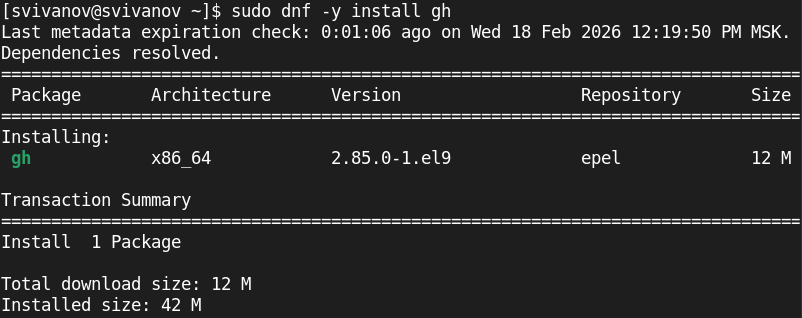 [svivanov@svivanov ~]$ sudo dnf -y install gh
Last metadata expiration check: 0:01:06 ago on Wed 18 Feb 2026 12:19:50 PM MSK.
Dependencies resolved.
================================================================================
 Package       Architecture      Version                  Repository       Size
================================================================================
Installing:
 gh            x86_64            2.85.0-1.el9             epel             12 M

Transaction Summary
================================================================================
Install  1 Package

Total download size: 12 M
Installed size: 42 M